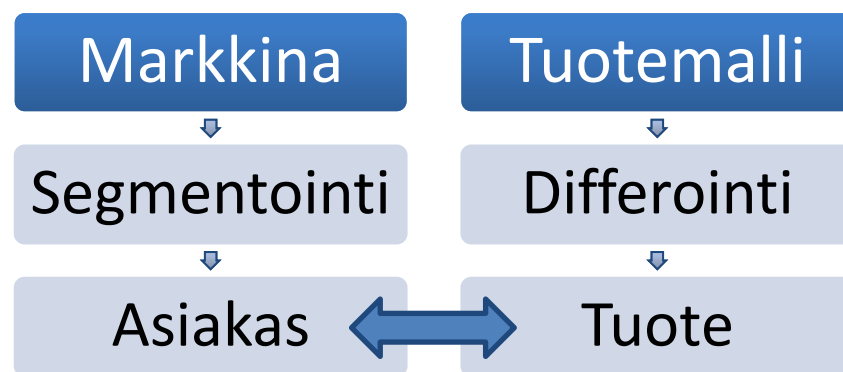 Markkina
Tuotemalli
Segmentointi
Differointi
Asiakas
Tuote